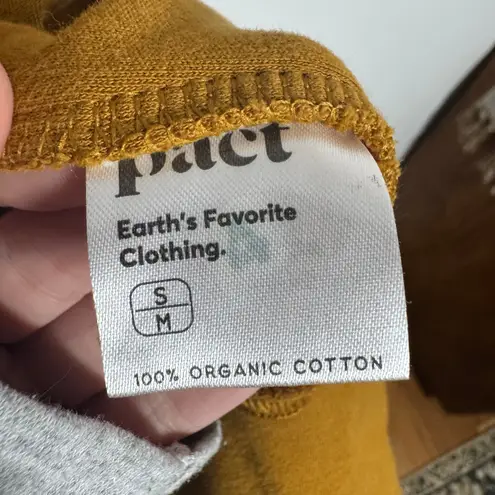 pact
Earth's Favorite
Clothing.
S
M
100% ORGANIC COTTON